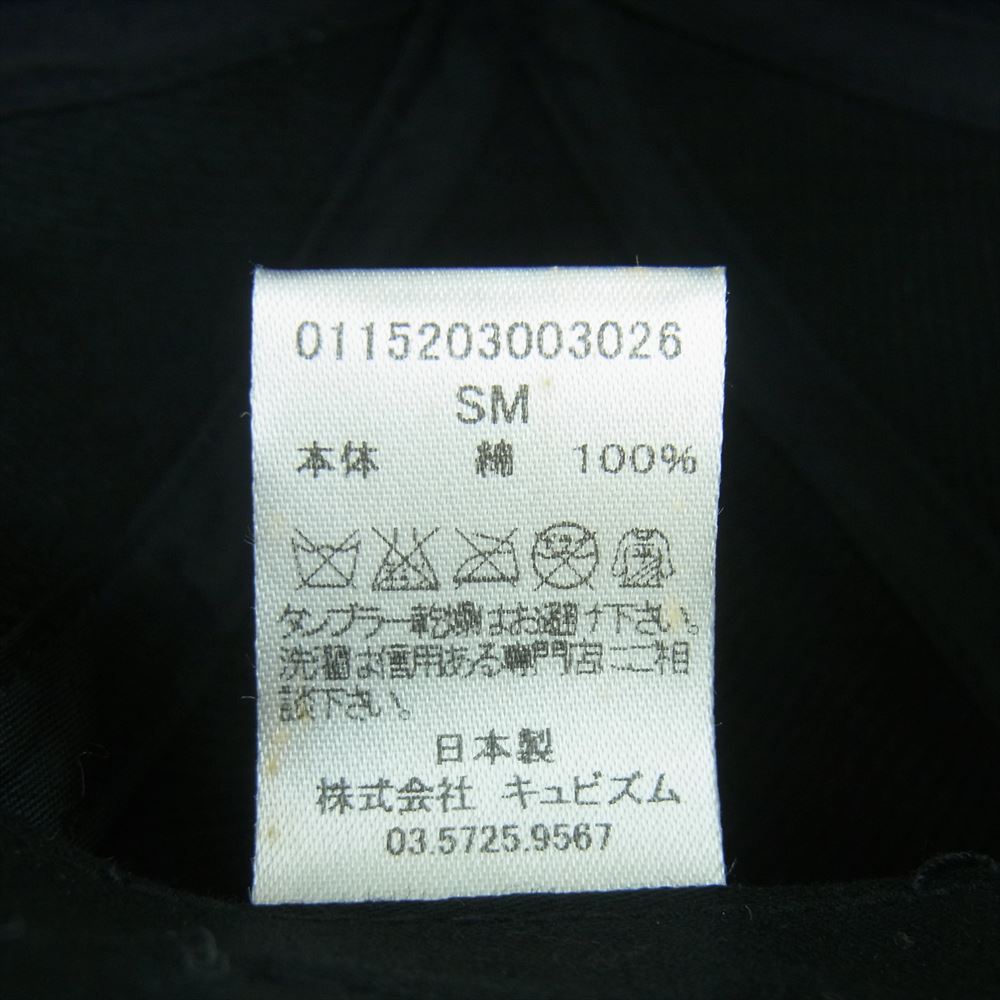 0115203003026
SM
本体 綿 100%
タンブラー乾燥はお避け下さい。
洗濯は信用ある専門店にご相
談下さい。
日本製
株式会社 キュビズム
03.5725.9567